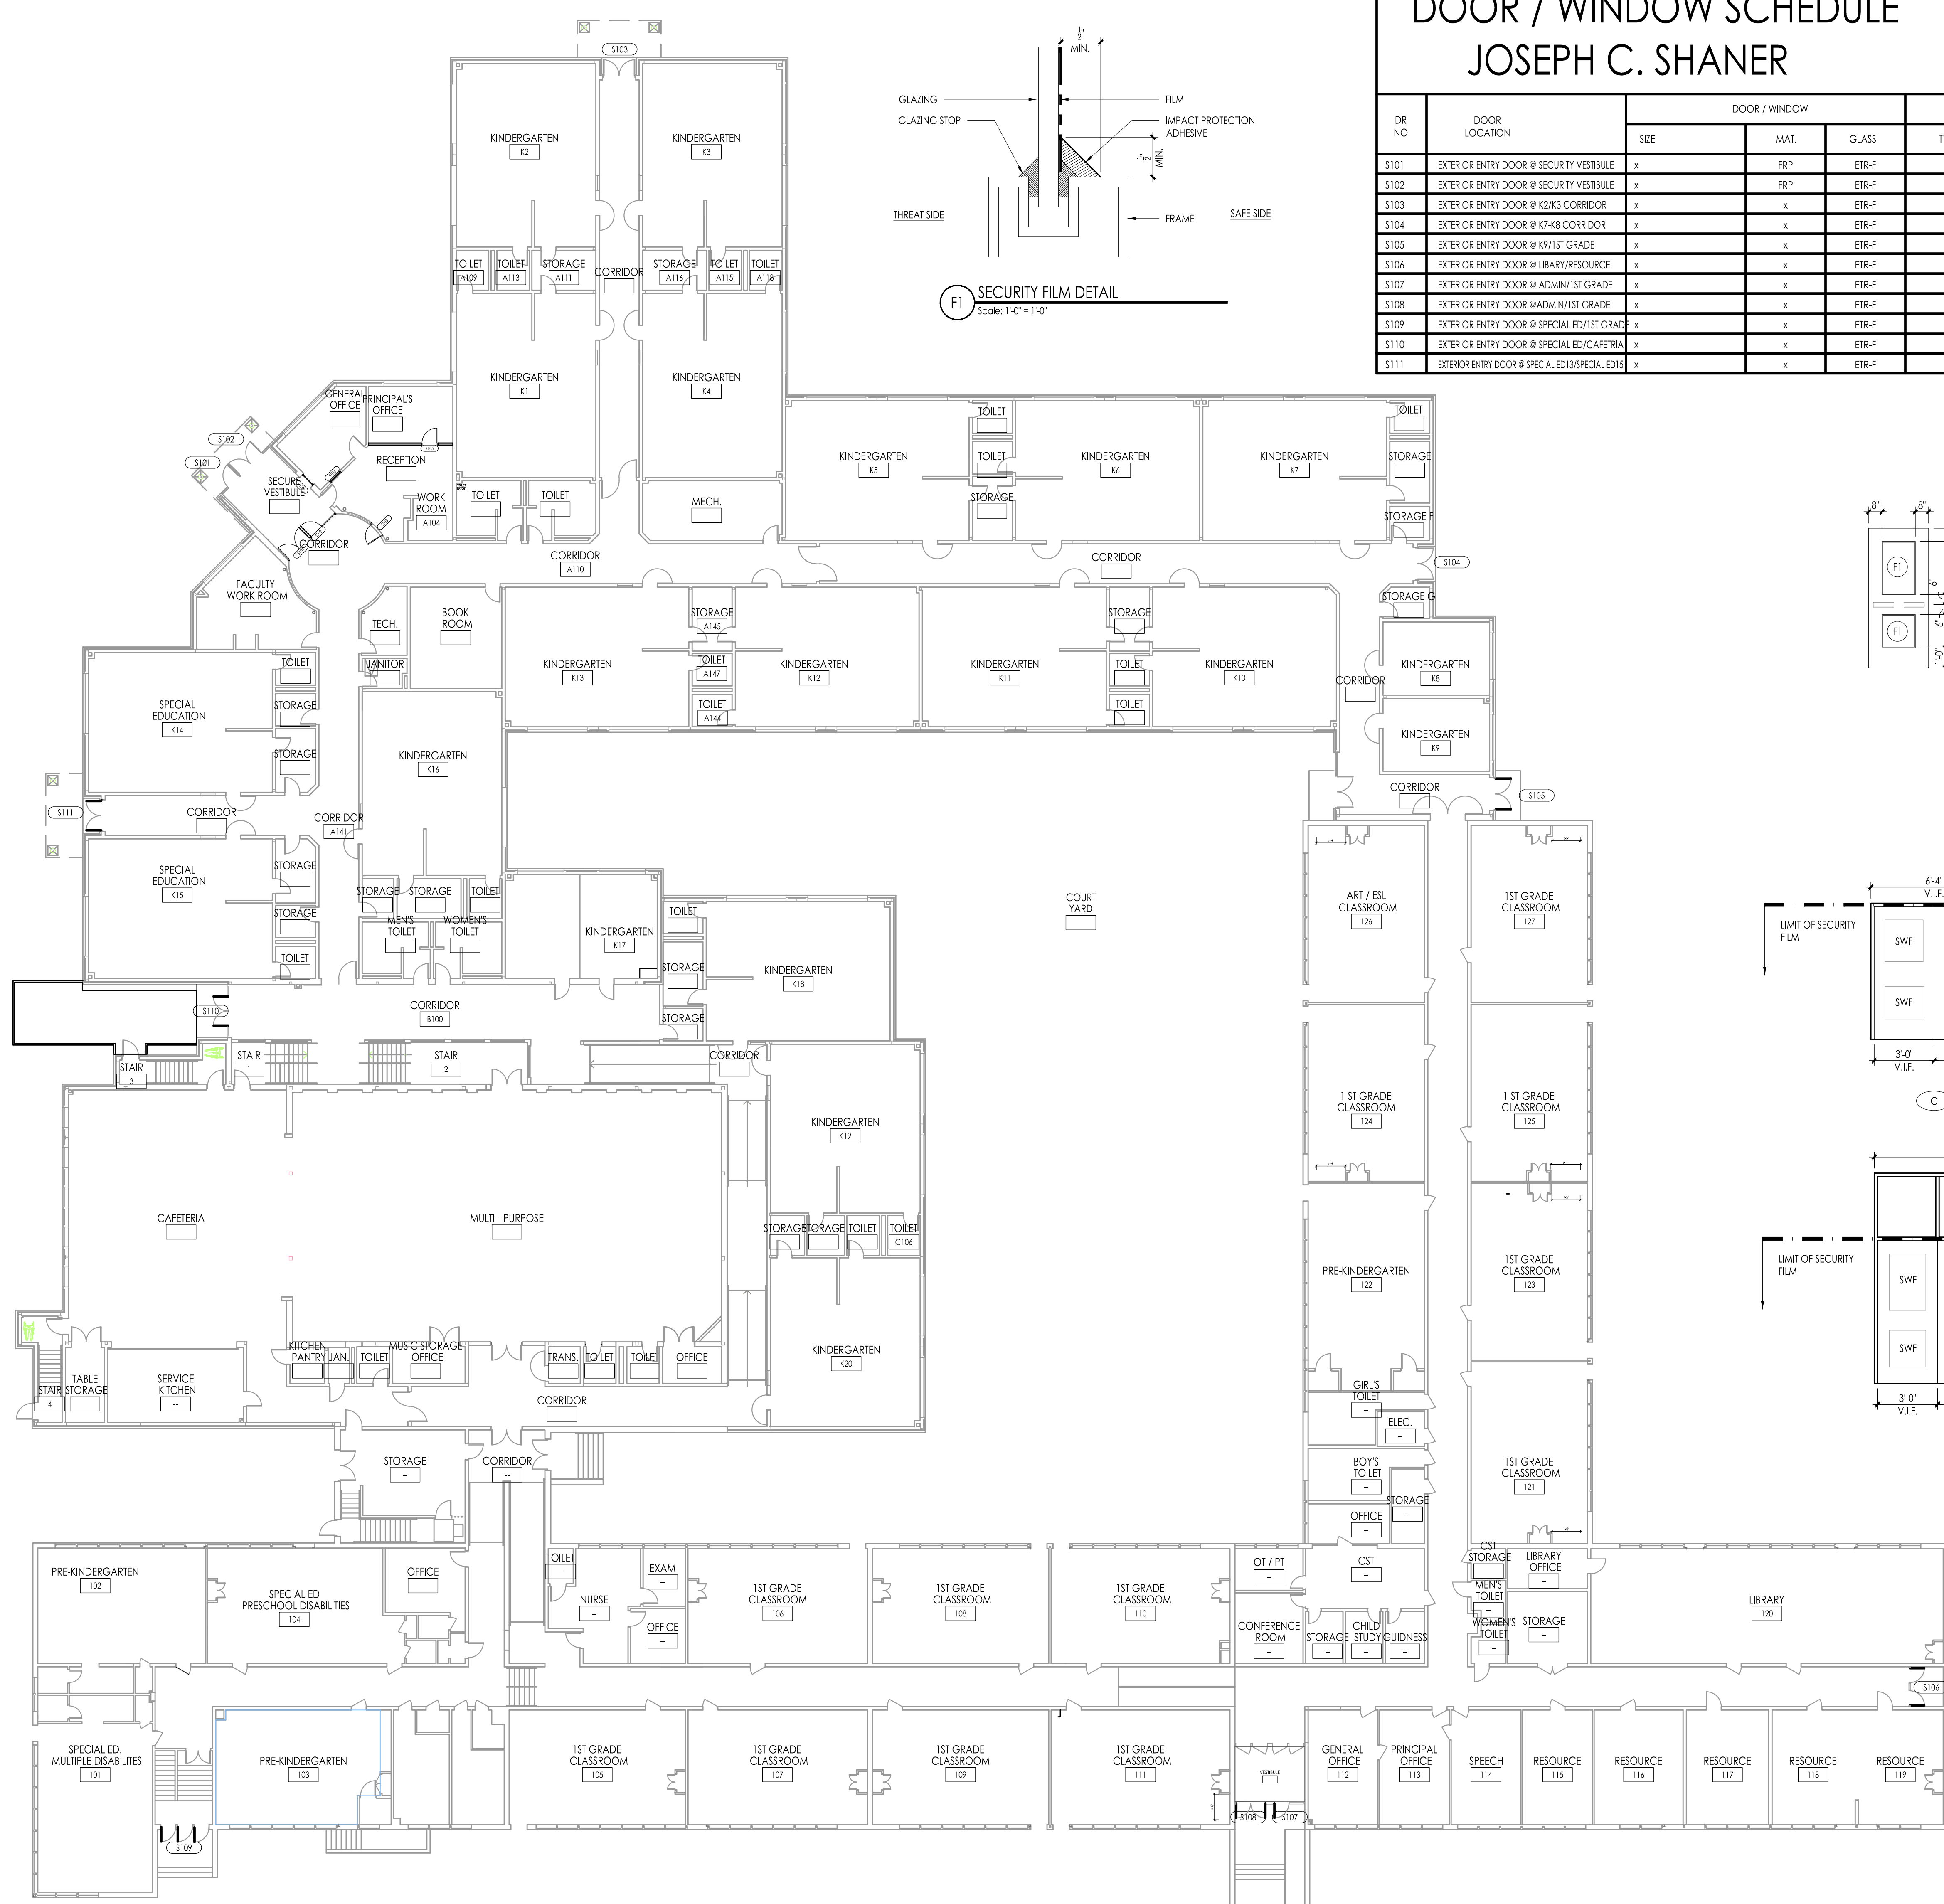 DOOR / WINDOW SCHEDULE
JOSEPH C. SHANER
DR NO
DOOR LOCATION
DOOR / WINDOW
SIZE
MAT.
GLASS
S101 EXTERIOR ENTRY DOOR @ SECURITY VESTIBULE x FRP ETR-F
S102 EXTERIOR ENTRY DOOR @ SECURITY VESTIBULE x FRP ETR-F
S103 EXTERIOR ENTRY DOOR @ K2/K3 CORRIDOR x x ETR-F
S104 EXTERIOR ENTRY DOOR @ K7-K8 CORRIDOR x x ETR-F
S105 EXTERIOR ENTRY DOOR @ K9/1ST GRADE x x ETR-F
S106 EXTERIOR ENTRY DOOR @ LIBARY/RESOURCE x x ETR-F
S107 EXTERIOR ENTRY DOOR @ ADMIN/1ST GRADE x x ETR-F
S108 EXTERIOR ENTRY DOOR @ADMIN/1ST GRADE x x ETR-F
S109 EXTERIOR ENTRY DOOR @ SPECIAL ED/1ST GRADE x x ETR-F
S110 EXTERIOR ENTRY DOOR @ SPECIAL ED/CAFETRIA x x ETR-F
S111 EXTERIOR ENTRY DOOR @ SPECIAL ED13/SPECIAL ED15 x x ETR-F
1/2"
MIN.
GLAZING
FILM
GLAZING STOP
IMPACT PROTECTION
ADHESIVE
1/2"
MIN.
THREAT SIDE
FRAME
SAFE SIDE
F1 SECURITY FILM DETAIL
Scale: 1'-0" = 1'-0"
S103
KINDERGARTEN
K2
KINDERGARTEN
K3
TOILET
A109
TOILET
A113
STORAGE
A111
CORRIDOR
STORAGE
A116
TOILET
A115
TOILET
A118
KINDERGARTEN
K1
KINDERGARTEN
K4
GENERAL
OFFICE
PRINCIPAL'S
OFFICE
S102
S101
RECEPTION
SECURE
VESTIBULE
WORK
ROOM
A104
CORRIDOR
TOILET
TOILET
MECH.
KINDERGARTEN
K5
TOILET
TOILET
STORAGE
KINDERGARTEN
K6
KINDERGARTEN
K7
TOILET
STORAGE
STORAGE F
CORRIDOR
A110
CORRIDOR
S104
8"
8"
F1
F1
1'-0"
FACULTY
WORK ROOM
TECH.
JANITOR
BOOK
ROOM
KINDERGARTEN
K13
STORAGE
A145
TOILET
A147
TOILET
A144
KINDERGARTEN
K12
KINDERGARTEN
K11
STORAGE
TOILET
TOILET
KINDERGARTEN
K10
STORAGE G
KINDERGARTEN
K8
CORRIDOR
KINDERGARTEN
K9
SPECIAL
EDUCATION
K14
TOILET
STORAGE
STORAGE
KINDERGARTEN
K16
S111
CORRIDOR
CORRIDOR
A141
CORRIDOR
S105
SPECIAL
EDUCATION
K15
STORAGE
STORAGE
TOILET
STORAGE
STORAGE
TOILET
MEN'S
TOILET
WOMEN'S
TOILET
KINDERGARTEN
K17
TOILET
STORAGE
STORAGE
KINDERGARTEN
K18
COURT
YARD
ART / ESL
CLASSROOM
126
1ST GRADE
CLASSROOM
127
6'-4"
V.I.F.
LIMIT OF SECURITY
FILM
SWF
SWF
3'-0"
V.I.F.
C
S110
CORRIDOR
B100
STAIR
3
STAIR
1
STAIR
2
CORRIDOR
KINDERGARTEN
K19
1 ST GRADE
CLASSROOM
124
1 ST GRADE
CLASSROOM
125
CAFETERIA
MULTI - PURPOSE
STORAGE
STORAGE
TOILET
TOILET
C106
PRE-KINDERGARTEN
122
1ST GRADE
CLASSROOM
123
LIMIT OF SECURITY
FILM
SWF
SWF
3'-0"
V.I.F.
STAIR
4
TABLE
STORAGE
SERVICE
KITCHEN
--
KITCHEN
PANTRY
JAN.
TOILET
MUSIC STORAGE
OFFICE
TRANS.
TOILET
TOILET
OFFICE
KINDERGARTEN
K20
CORRIDOR
GIRL'S
TOILET
--
ELEC.
--
STORAGE
--
CORRIDOR
--
BOY'S
TOILET
--
STORAGE
--
OFFICE
--
1ST GRADE
CLASSROOM
121
PRE-KINDERGARTEN
102
SPECIAL ED
PRESCHOOL DISABILITIES
104
OFFICE
TOILET
--
NURSE
--
EXAM
--
OFFICE
--
1ST GRADE
CLASSROOM
106
1ST GRADE
CLASSROOM
108
1ST GRADE
CLASSROOM
110
OT / PT
--
CST
--
CONFERENCE
ROOM
--
STORAGE
--
CHILD
STUDY
--
GUIDNESS
--
CST
STORAGE
--
MEN'S
TOILET
--
WOMEN'S
TOILET
--
LIBRARY
OFFICE
--
STORAGE
--
LIBRARY
120
S106
SPECIAL ED.
MULTIPLE DISABILITES
101
PRE-KINDERGARTEN
103
1ST GRADE
CLASSROOM
105
1ST GRADE
CLASSROOM
107
1ST GRADE
CLASSROOM
109
1ST GRADE
CLASSROOM
111
VESTIBULE
GENERAL
OFFICE
112
PRINCIPAL
OFFICE
113
SPEECH
114
RESOURCE
115
RESOURCE
116
RESOURCE
117
RESOURCE
118
RESOURCE
119
S109
S108
S107